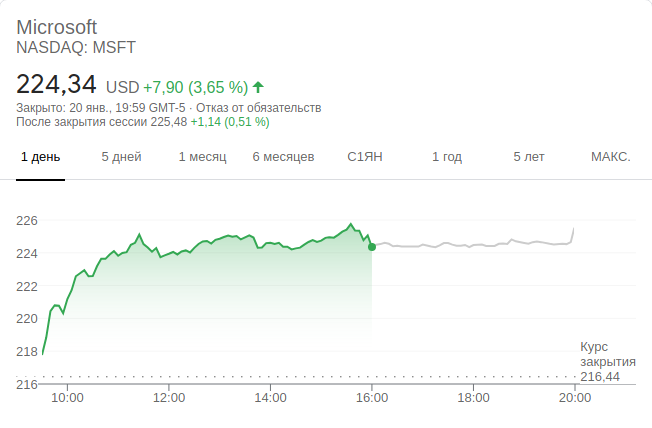 Microsoft
NASDAQ: MSFT
224,34 USD +7,90 (3,65 %)
Закрыто: 20 янв., 19:59 GMT-5 · Отказ от обязательств
После закрытия сессии 225,48 +1,14 (0,51 %)
1 день 5 дней 1 месяц 6 месяцев С1ЯН 1 год 5 лет МАКС.
226
224
222
220
218
Курс
закрытия
216,44
216
10:00 12:00 14:00 16:00 18:00 20:00